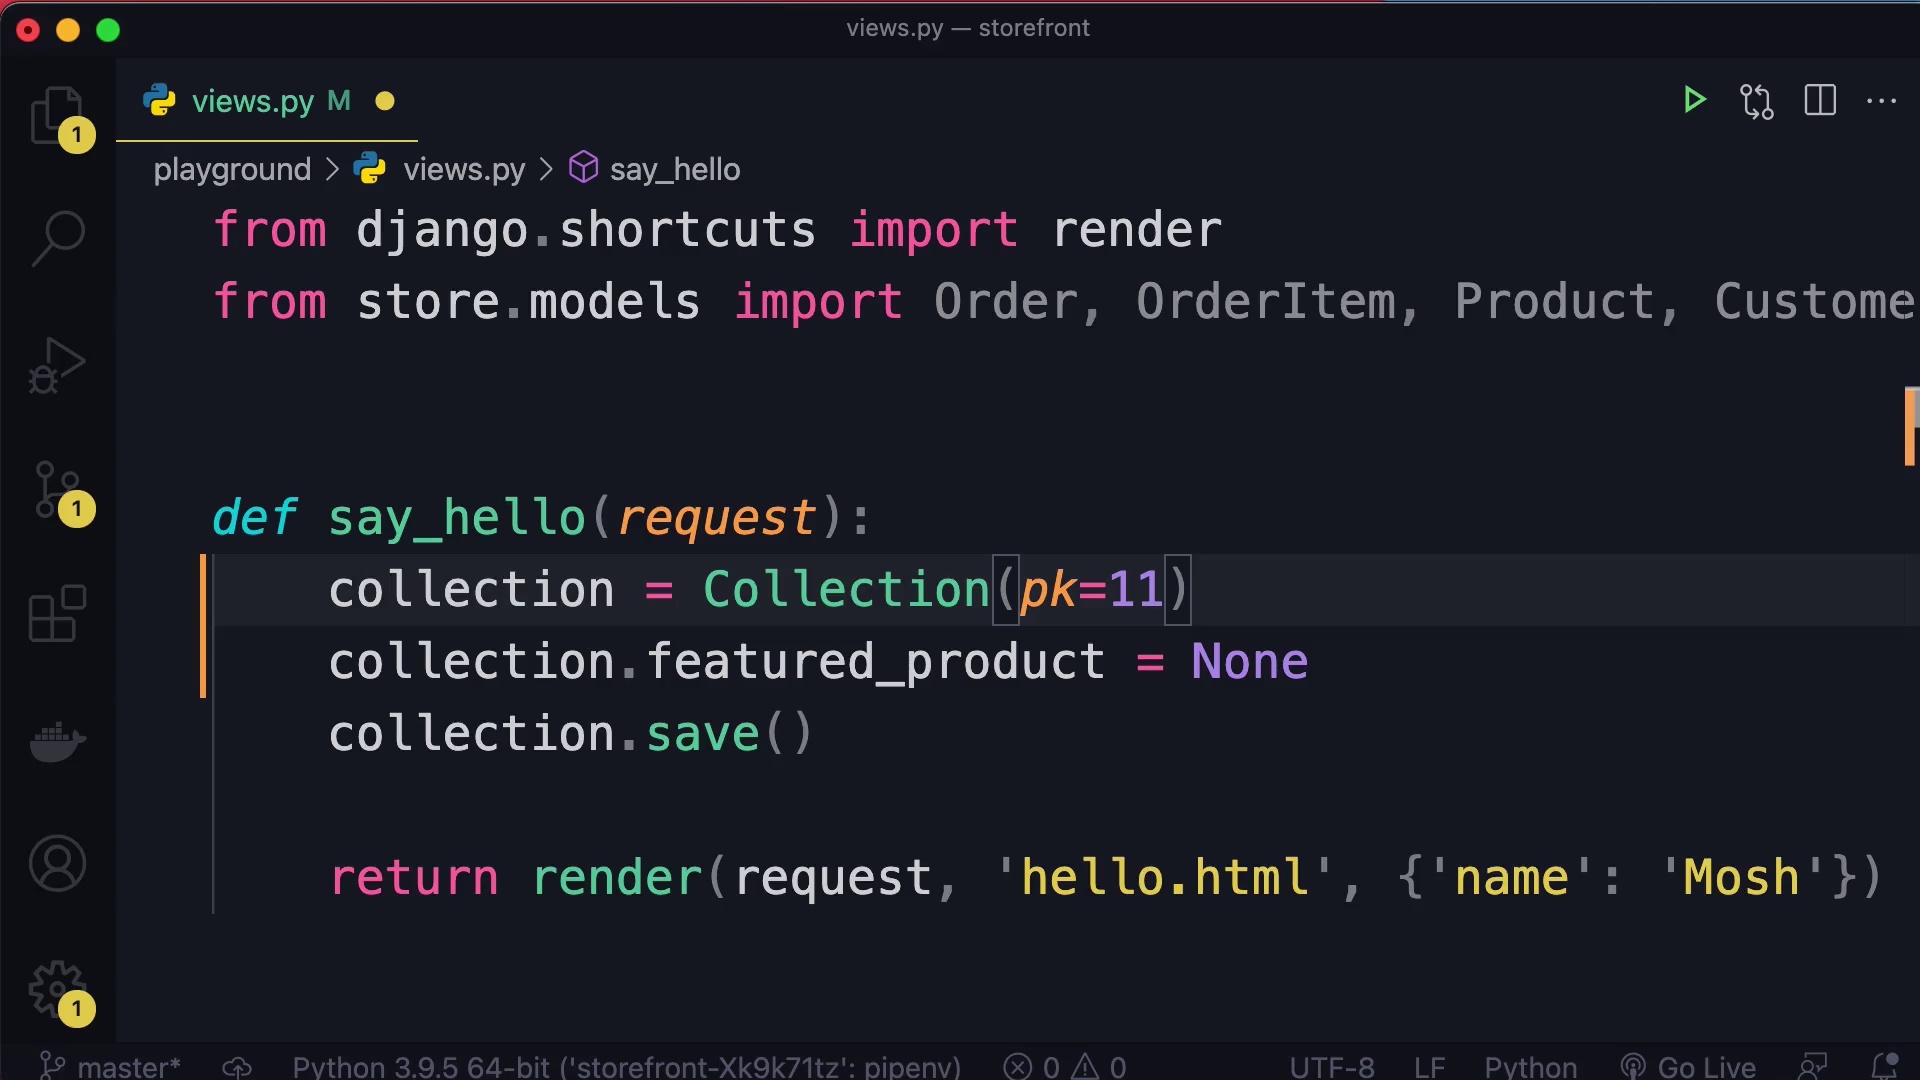 views.py — storefront
views.py M
1
playground > views.py > say_hello
from django.shortcuts import render
from store.models import Order, OrderItem, Product, Custome
def say_hello(request):
1
collection = Collection(pk=11)
collection.featured_product = None
collection.save()
return render(request, 'hello.html', {'name': 'Mosh'})
1
master* Python 3.9.5 64-bit ('storefront-Xk9k71tz': pipenv) 0 0 UTF-8 LF Python Go Live